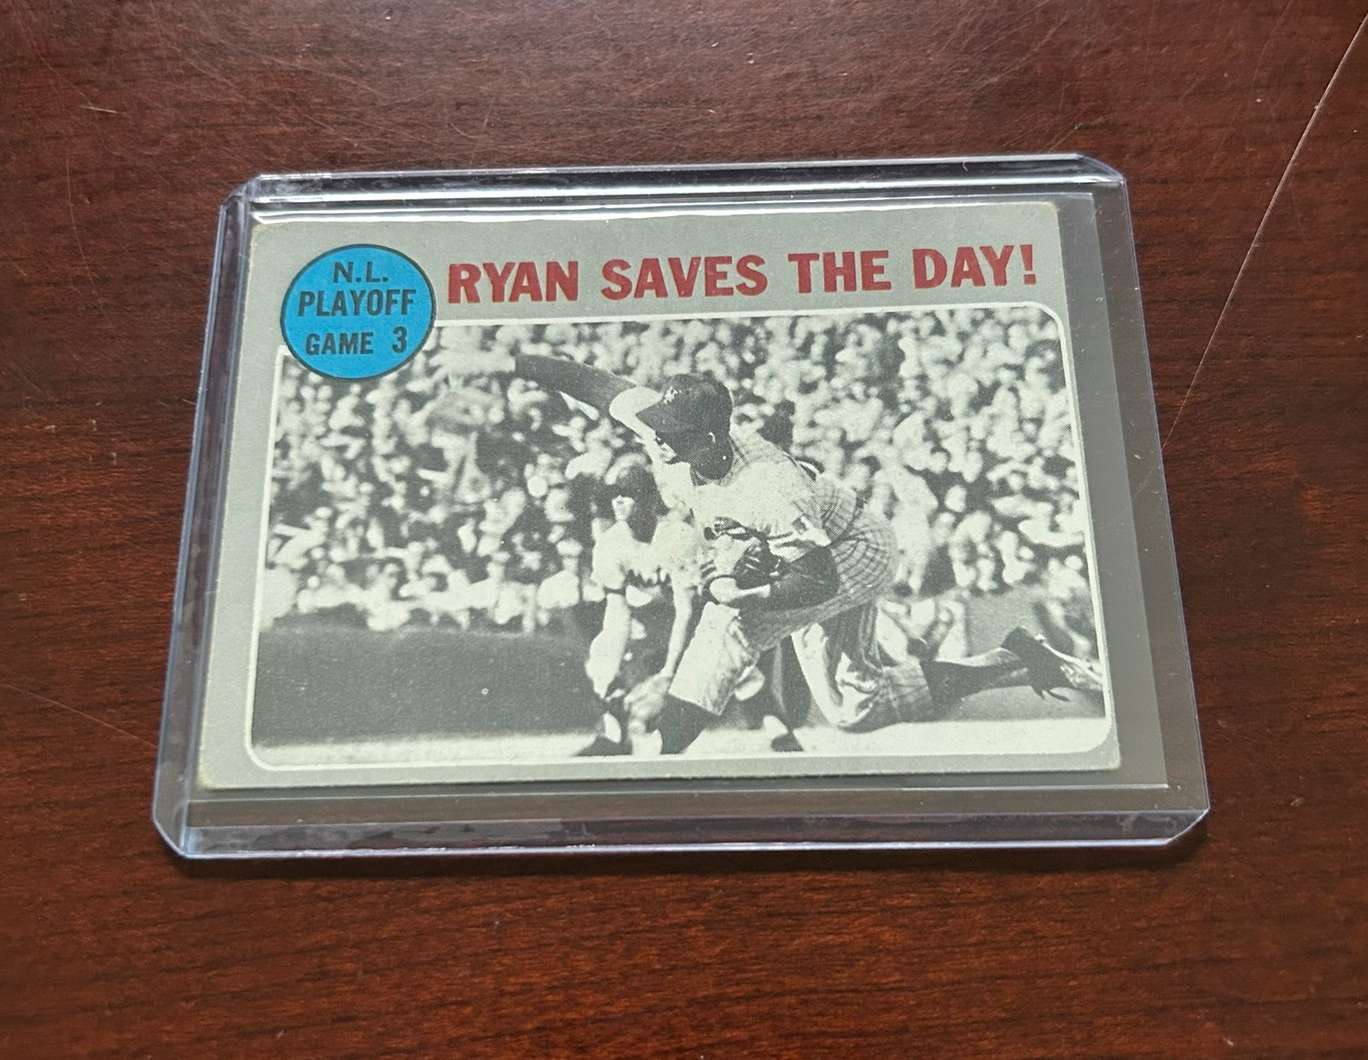 N.L.
PLAYOFF
GAME 3
RYAN SAVES THE DAY!